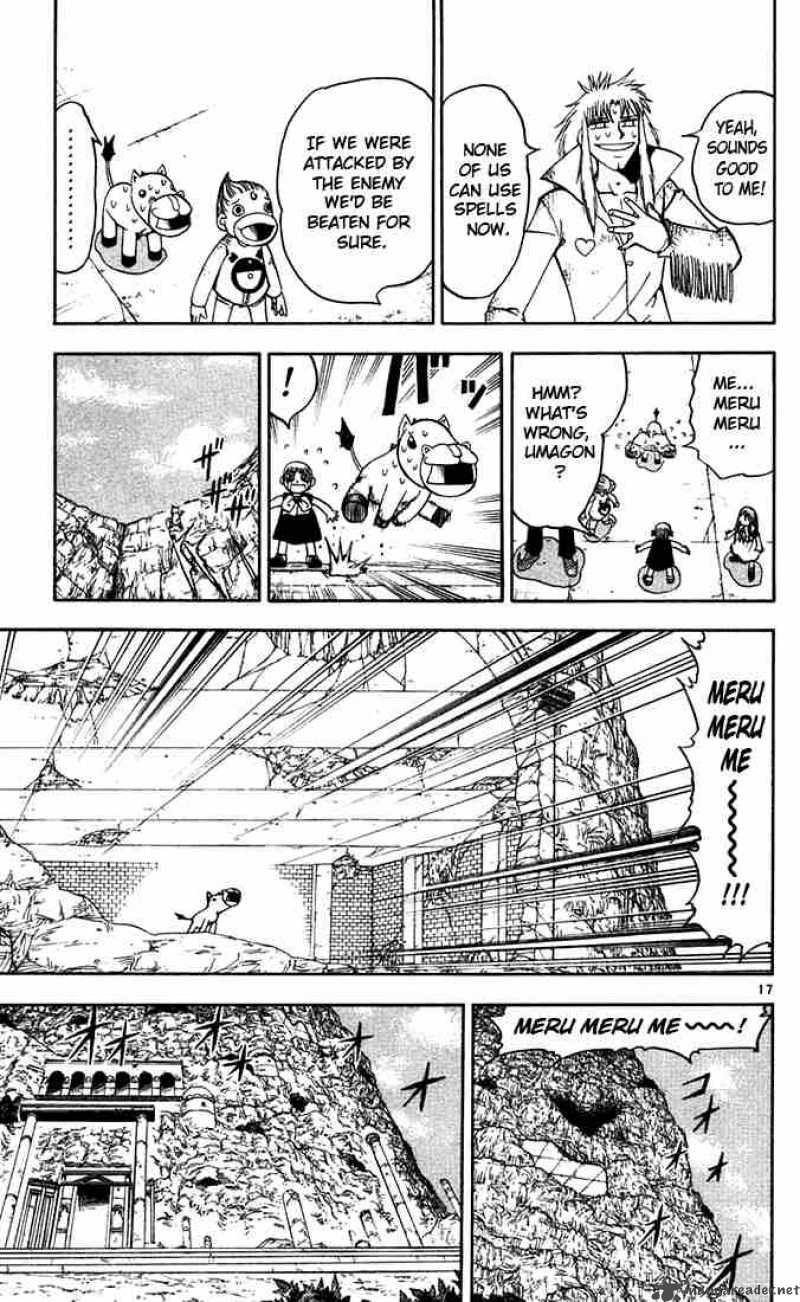 YEAH,
SOUNDS
GOOD
TO ME!
NONE
OF US
CAN USE
SPELLS
NOW.
IF WE WERE
ATTACKED BY
THE ENEMY
WE'D BE
BEATEN FOR
SURE.
..........
ME...
MERU
MERU
...
HMM?
WHAT'S
WRONG,
UMAGON
?
!
MERU
MERU
ME
!!!
17
MERU MERU ME 〰!